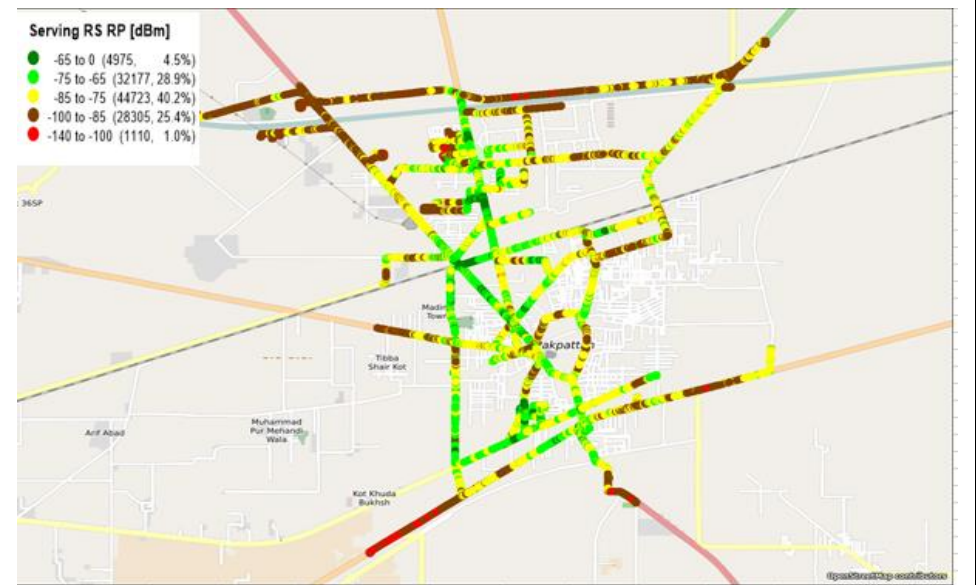 Serving RS RP [dBm]
-65 to 0 (4975, 4.5%)
-75 to -65 (32177, 28.9%)
-85 to -75 (44723, 40.2%)
-100 to -85 (28305, 25.4%)
-140 to -100 (1110, 1.0%)
36SP
Madin
Town
akpatt
Tibba
Shair Kot
Muhammad
Pur Mehandi
Wala
Arif Abad
Kot Khuda
Bukhsh
OpenStreetMap contributors